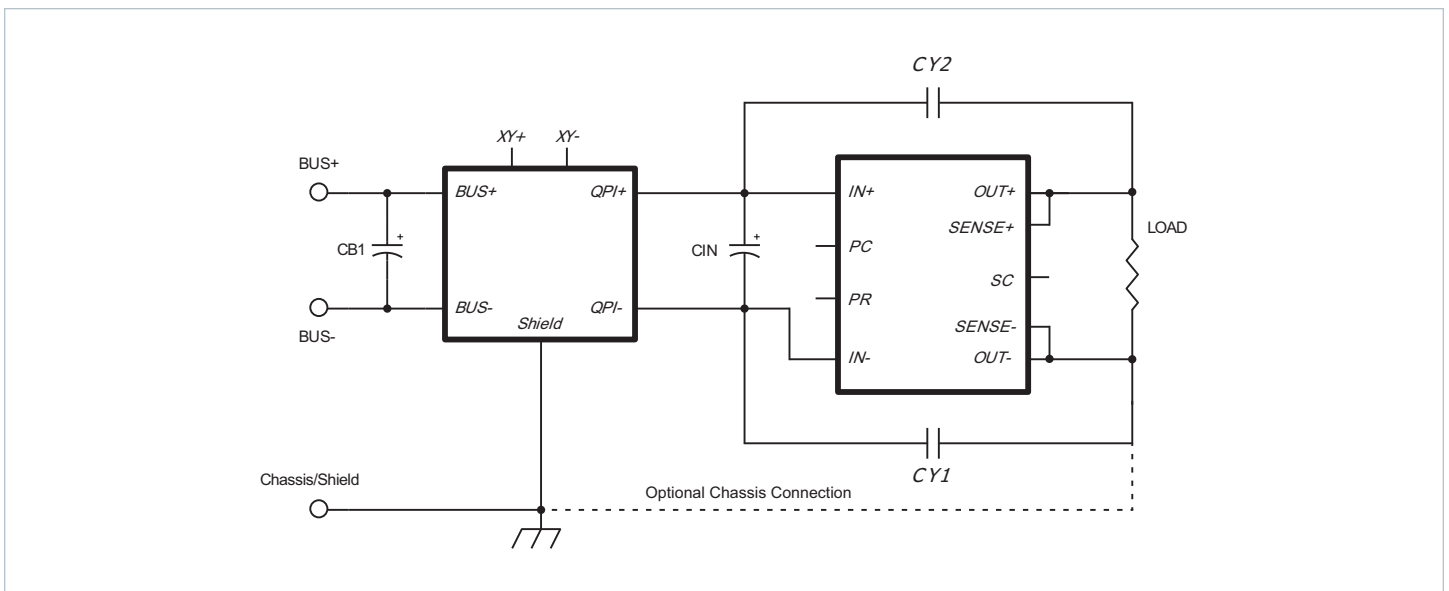 CY2
XY+ XY-
BUS+
BUS+ QPI+
IN+ OUT+
SENSE+
LOAD
CB1 +
CIN +
PC
SC
PR
BUS- QPI-
Shield
BUS-
SENSE-
IN- OUT-
CY1
Chassis/Shield
Optional Chassis Connection